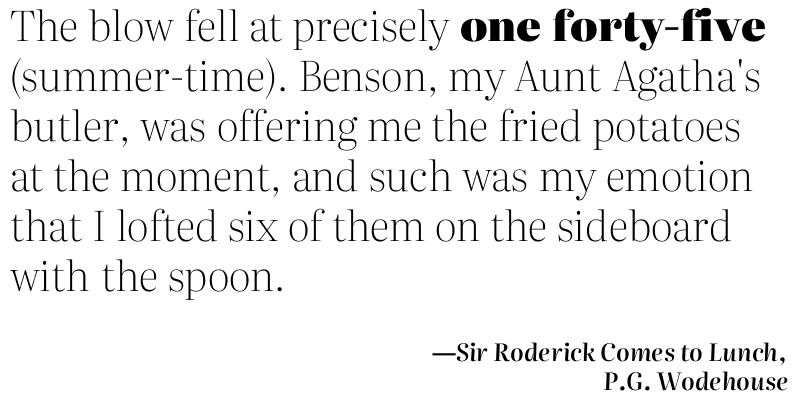 The blow fell at precisely one forty-five
(summer-time). Benson, my Aunt Agatha's
butler, was offering me the fried potatoes
at the moment, and such was my emotion
that I lofted six of them on the sideboard
with the spoon.
—Sir Roderick Comes to Lunch,
P.G. Wodehouse